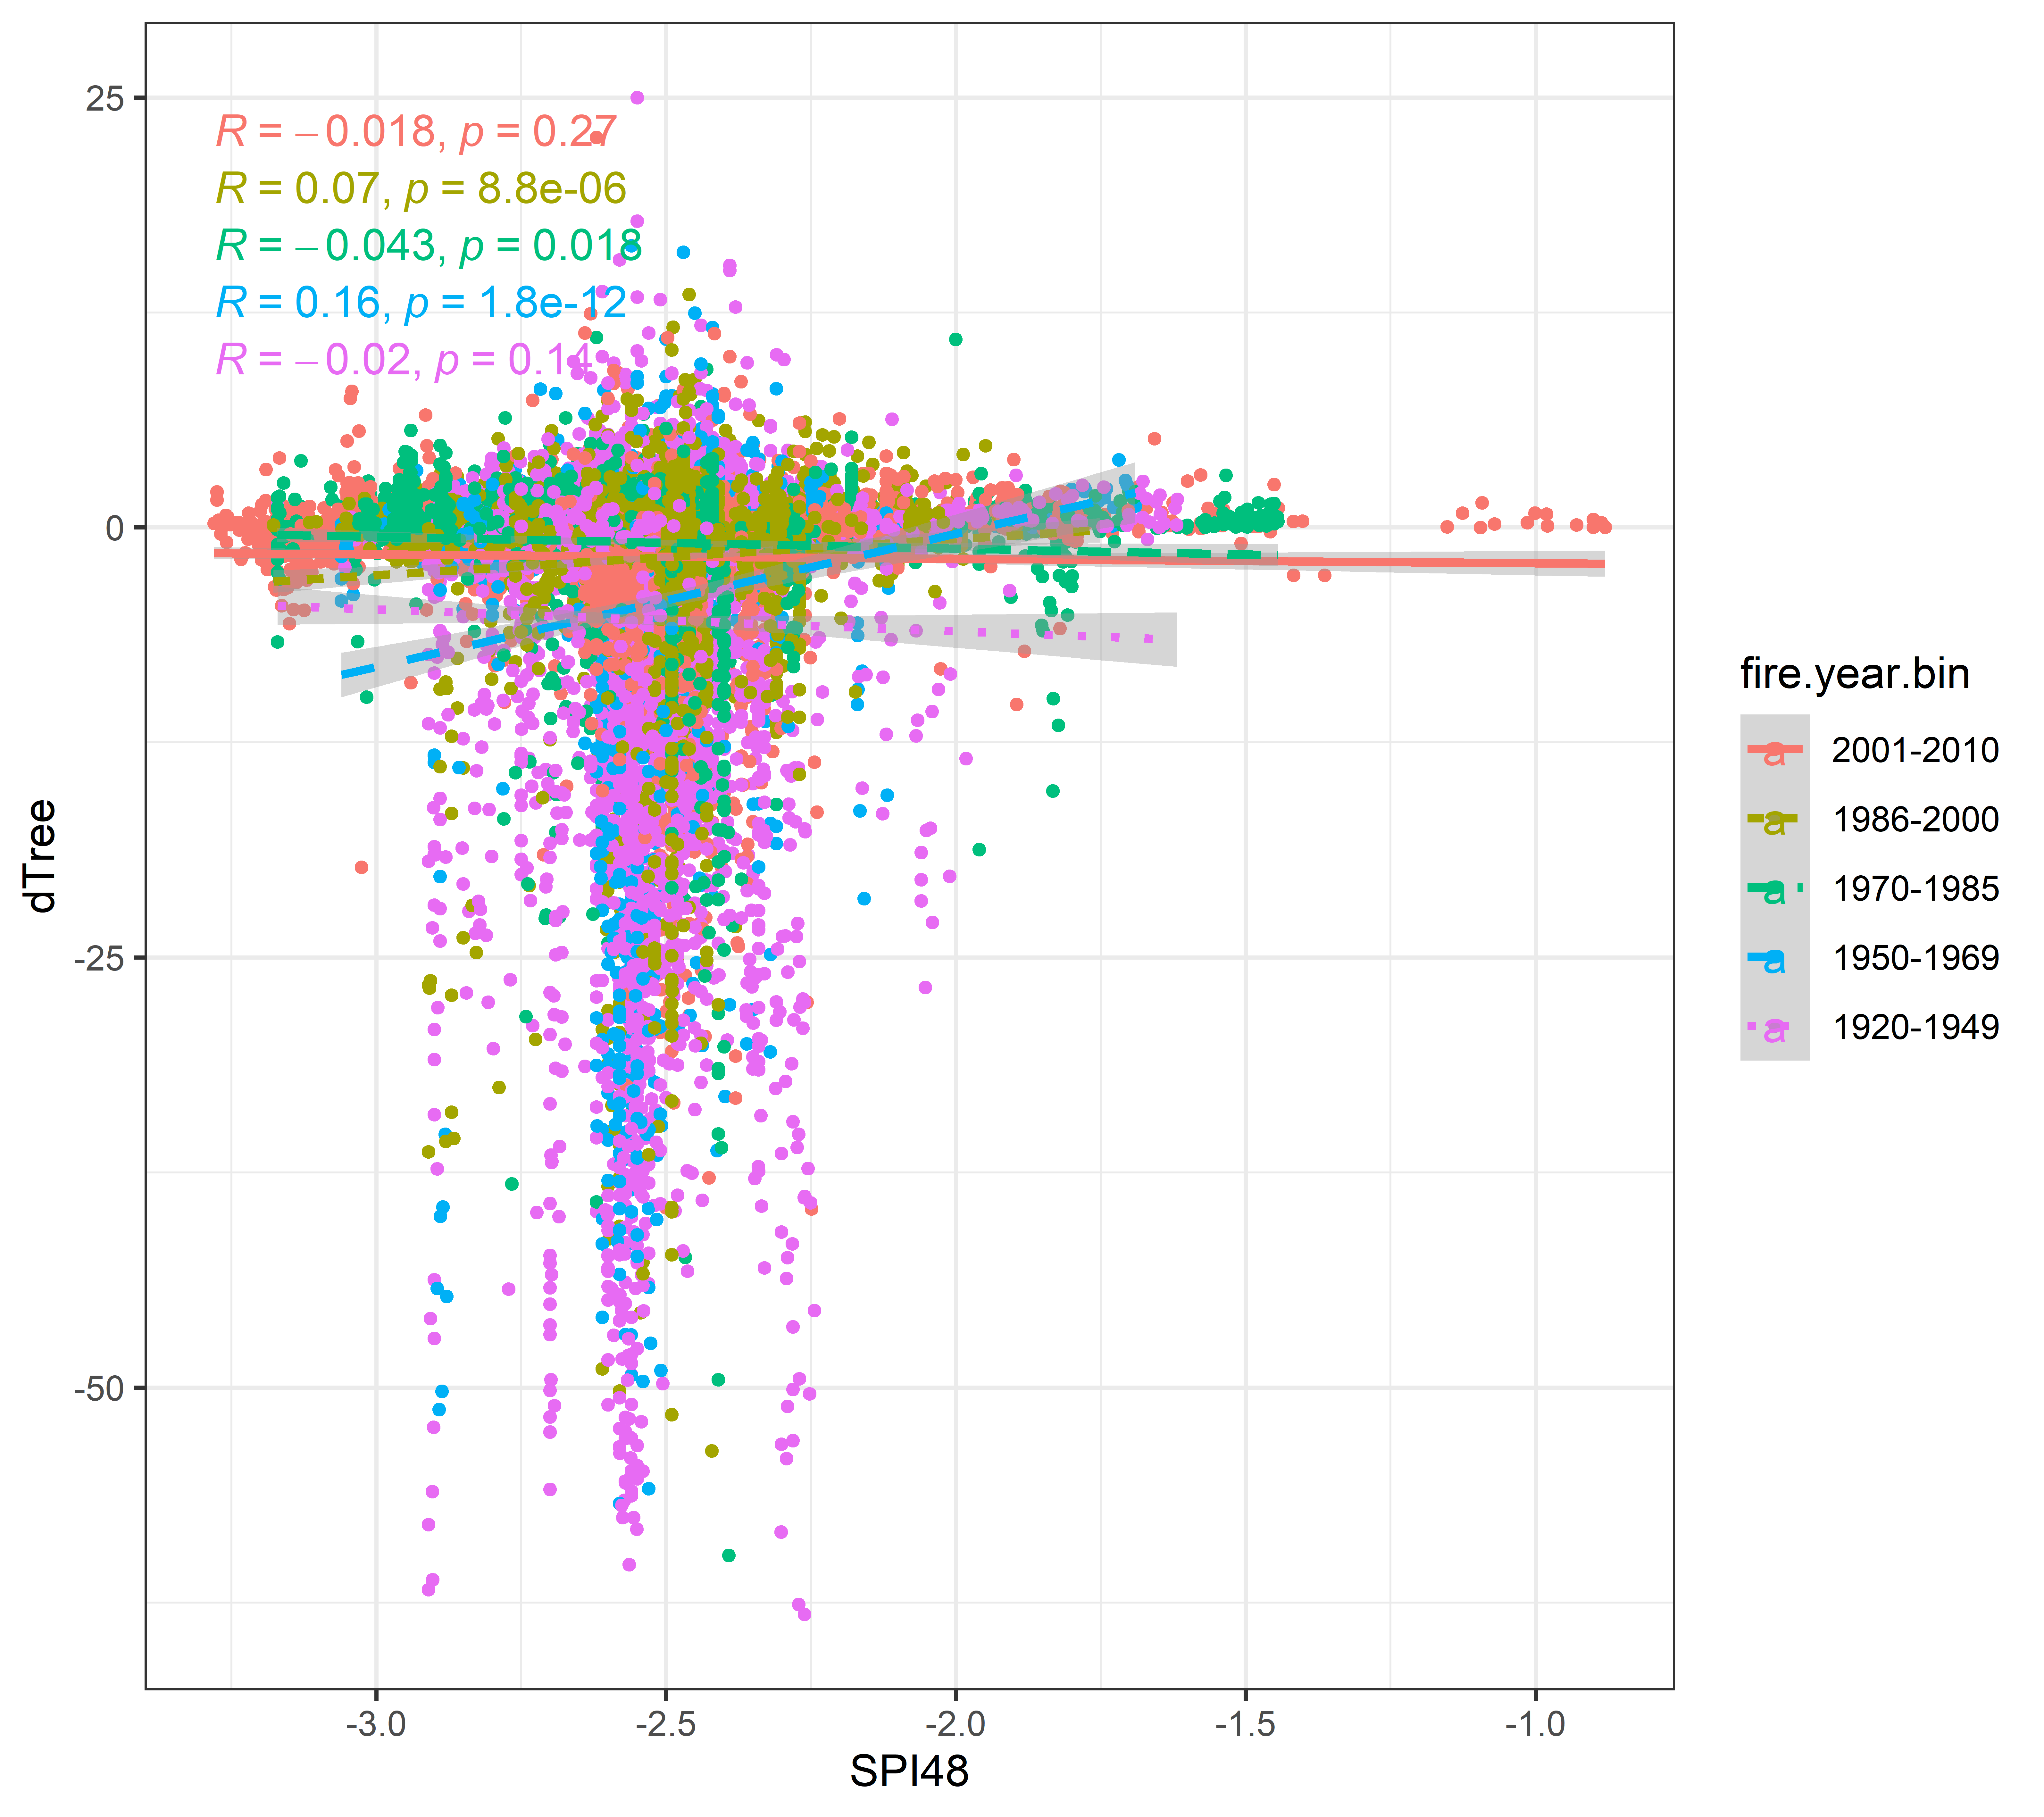 25
R = −0.018, p = 0.27
R = 0.07, p = 8.8e-06
R = −0.043, p = 0.018
R = 0.16, p = 1.8e-12
R = −0.02, p = 0.14
0
-25
-50
dTree
-3.0 -2.5 -2.0 -1.5 -1.0
SPI48
fire.year.bin
a 2001-2010
a 1986-2000
a 1970-1985
a 1950-1969
a 1920-1949